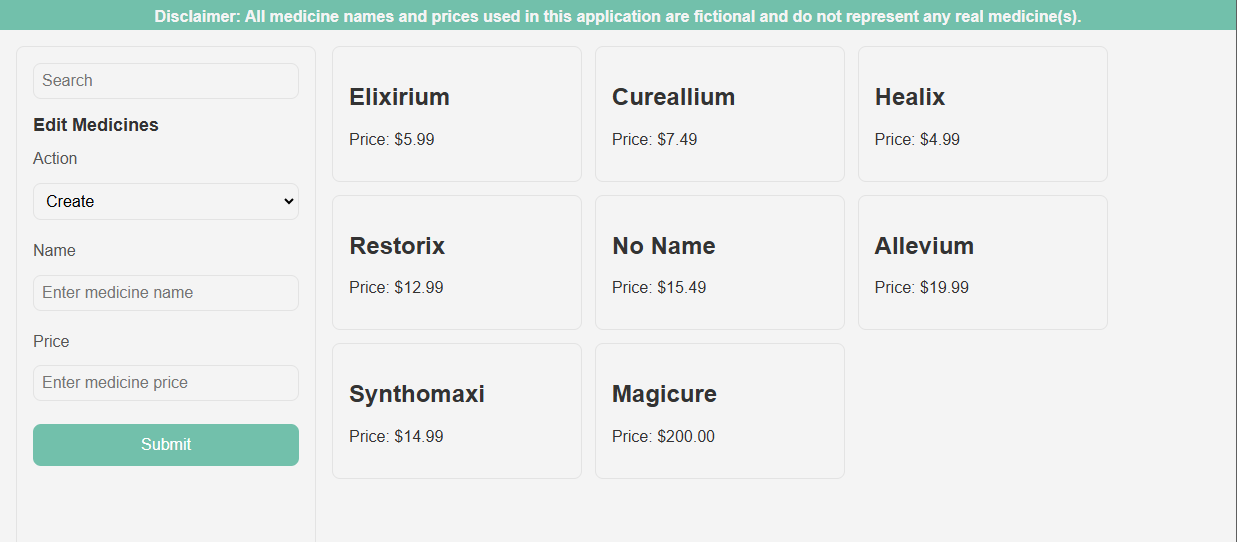 Disclaimer: All medicine names and prices used in this application are fictional and do not represent any real medicine(s).
Search
Edit Medicines
Action
Create
Name
Enter medicine name
Price
Enter medicine price
Submit
Elixirium
Price: $5.99
Cureallium
Price: $7.49
Healix
Price: $4.99
Restorix
Price: $12.99
No Name
Price: $15.49
Allevium
Price: $19.99
Synthomaxi
Price: $14.99
Magicure
Price: $200.00